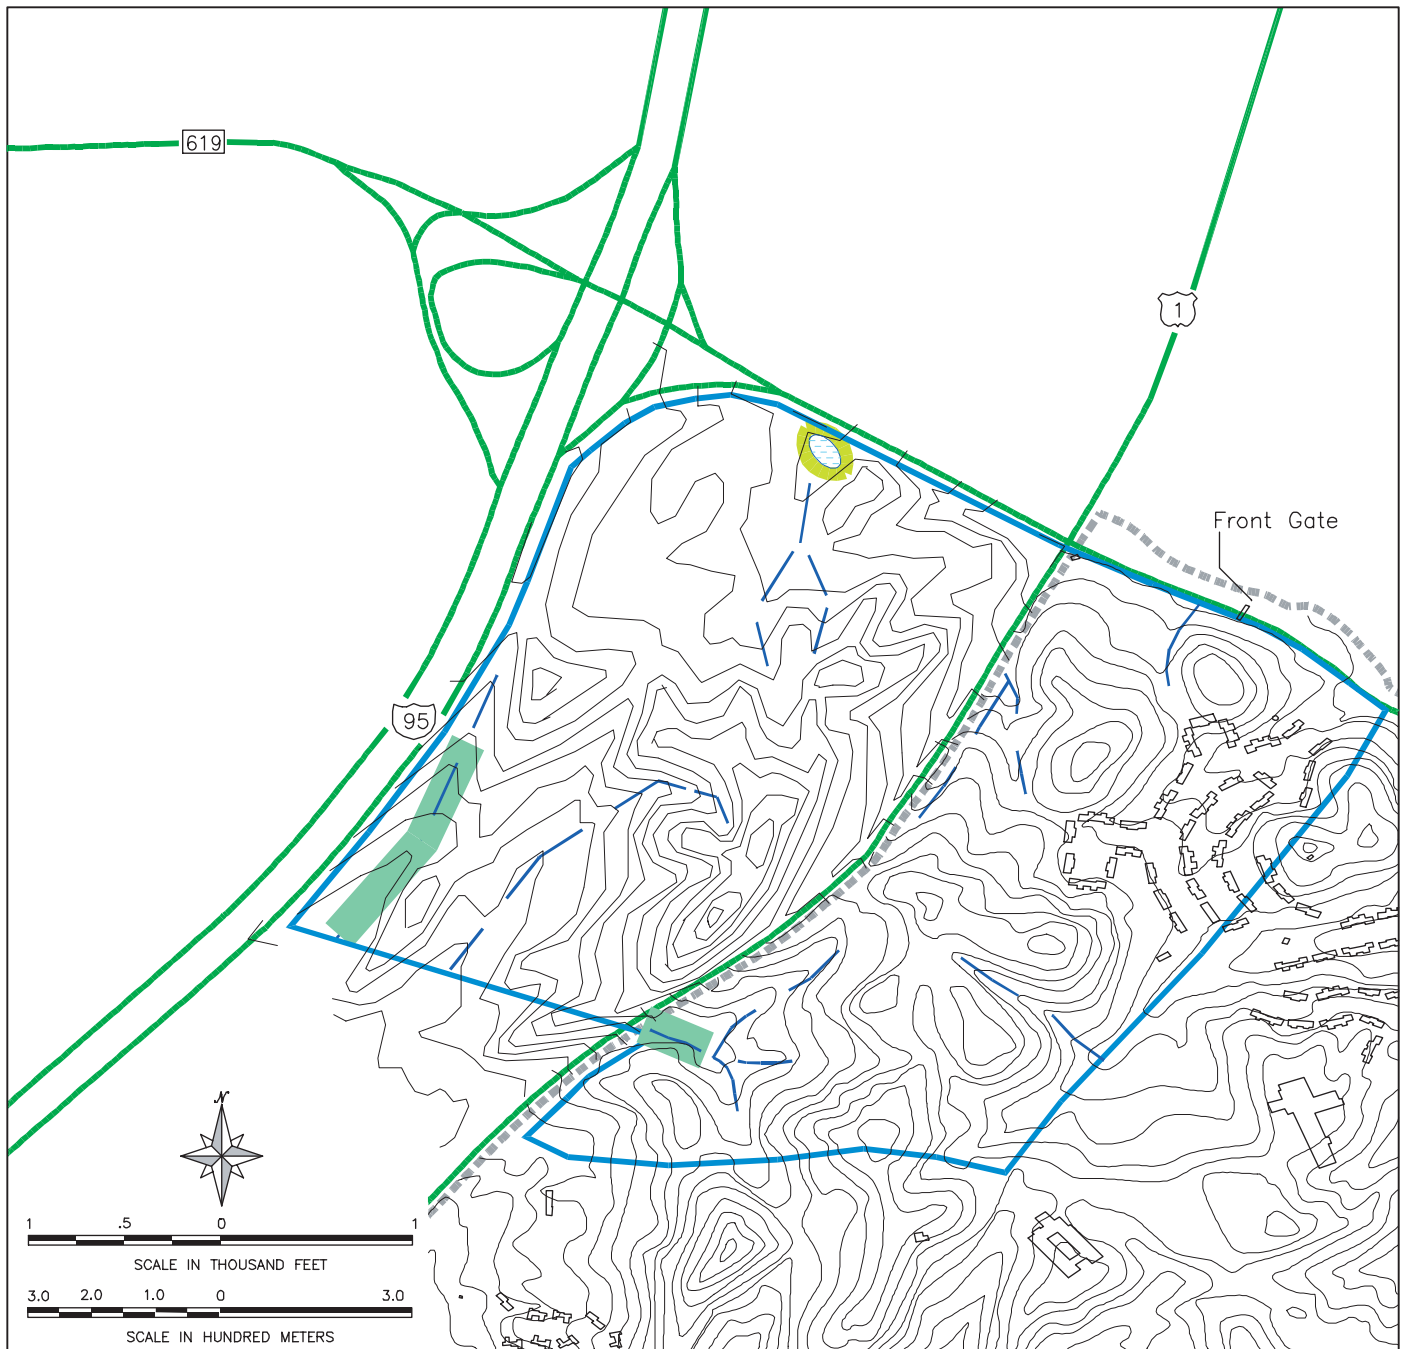 619
1
Front Gate
95
N
1 .5 0 1
SCALE IN THOUSAND FEET
3.0 2.0 1.0 0 3.0
SCALE IN HUNDRED METERS